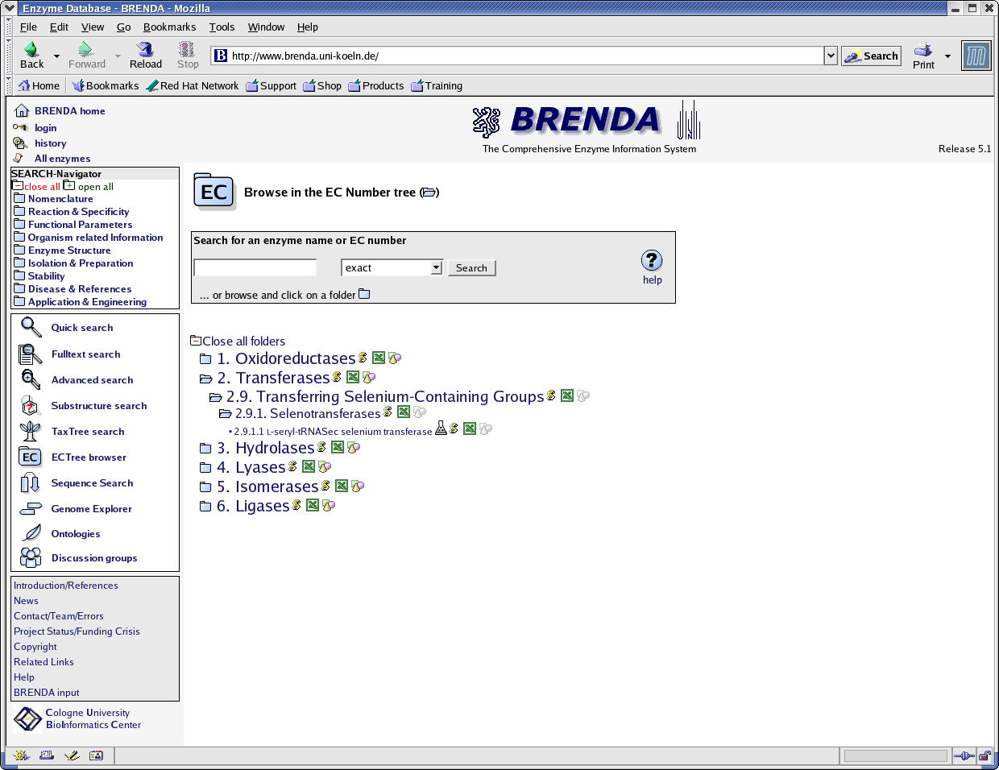 Enzyme Database - BRENDA - Mozilla
File Edit View Go Bookmarks Tools Window Help
Back Forward Reload Stop B http://www.brenda.uni-koeln.de/ Search Print m
Home Bookmarks Red Hat Network Support Shop Products Training
BRENDA home
login
history
All enzymes
BRENDA
UNI
The Comprehensive Enzyme Information System
Release 5.1
SEARCH-Navigator
close all open all
Nomenclature
Reaction & Specificity
Functional Parameters
Organism related Information
Enzyme Structure
Isolation & Preparation
Stability
Disease & References
Application & Engineering
Quick search
Fulltext search
Advanced search
Substructure search
TaxTree search
EC ECTree browser
Sequence Search
Genome Explorer
Ontologies
Discussion groups
Introduction/References
News
Contact/Team/Errors
Project Status/Funding Crisis
Copyright
Related Links
Help
BRENDA input
Cologne University
BioInformatics Center
EC Browse in the EC Number tree ( )
Search for an enzyme name or EC number
exact Search
? help
... or browse and click on a folder
Close all folders
1. Oxidoreductases
2. Transferases
2.9. Transferring Selenium-Containing Groups
2.9.1. Selenotransferases
• 2.9.1.1 L-seryl-tRNASec selenium transferase
3. Hydrolases
4. Lyases
5. Isomerases
6. Ligases